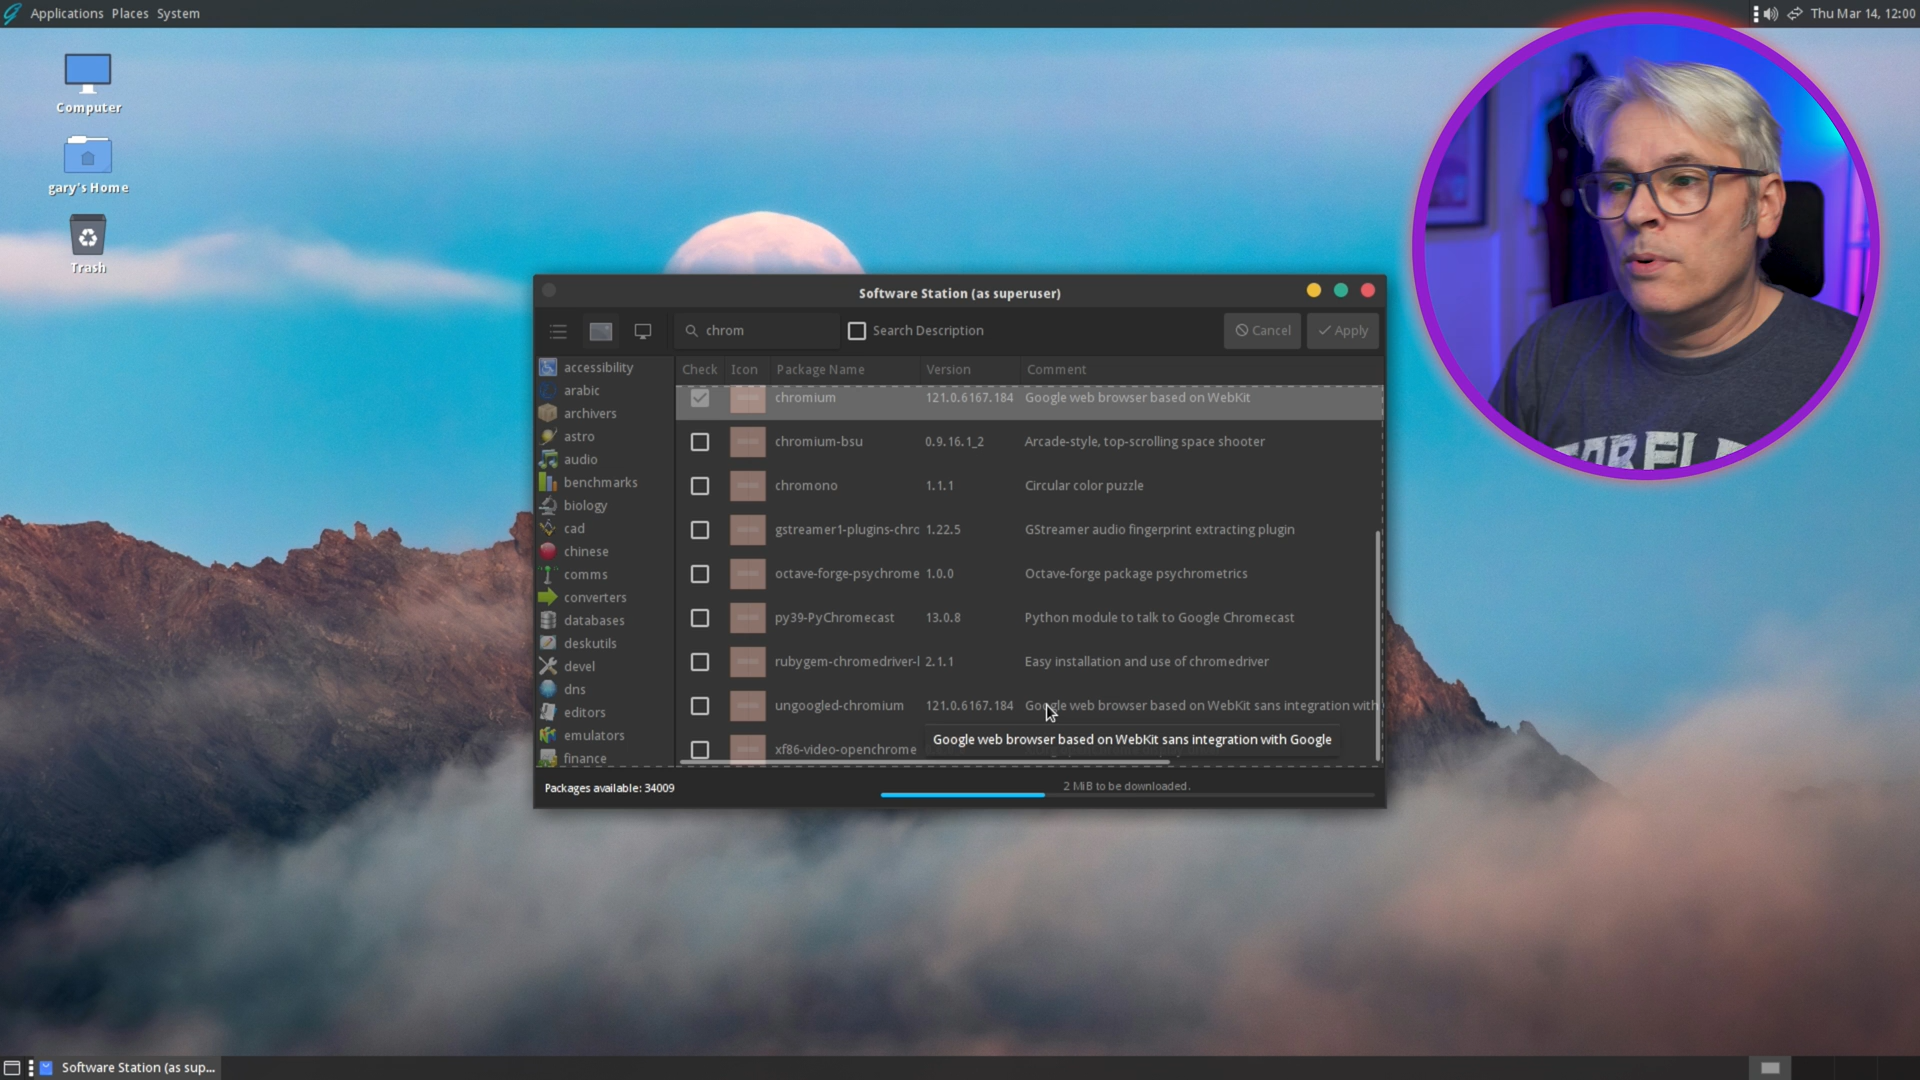 Applications Places System
Thu Mar 14, 12:00
Computer
gary's Home
Trash
Software Station (as superuser)
chrom
Search Description
Cancel
Apply
accessibility
arabic
archivers
astro
audio
benchmarks
biology
cad
chinese
comms
converters
databases
deskutils
devel
dns
editors
emulators
finance
Check Icon Package Name Version Comment
chromium 121.0.6167.184 Google web browser based on WebKit
chromium-bsu 0.9.16.1_2 Arcade-style, top-scrolling space shooter
chromono 1.1.1 Circular color puzzle
gstreamer1-plugins-chro 1.22.5 GStreamer audio fingerprint extracting plugin
octave-forge-psychrome 1.0.0 Octave-forge package psychrometrics
py39-PyChromecast 13.0.8 Python module to talk to Google Chromecast
rubygem-chromedriver-l 2.1.1 Easy installation and use of chromedriver
ungoogled-chromium 121.0.6167.184 Google web browser based on WebKit sans integration with
xf86-video-openchrome
Google web browser based on WebKit sans integration with Google
Packages available: 34009
2 MiB to be downloaded.
Software Station (as sup...